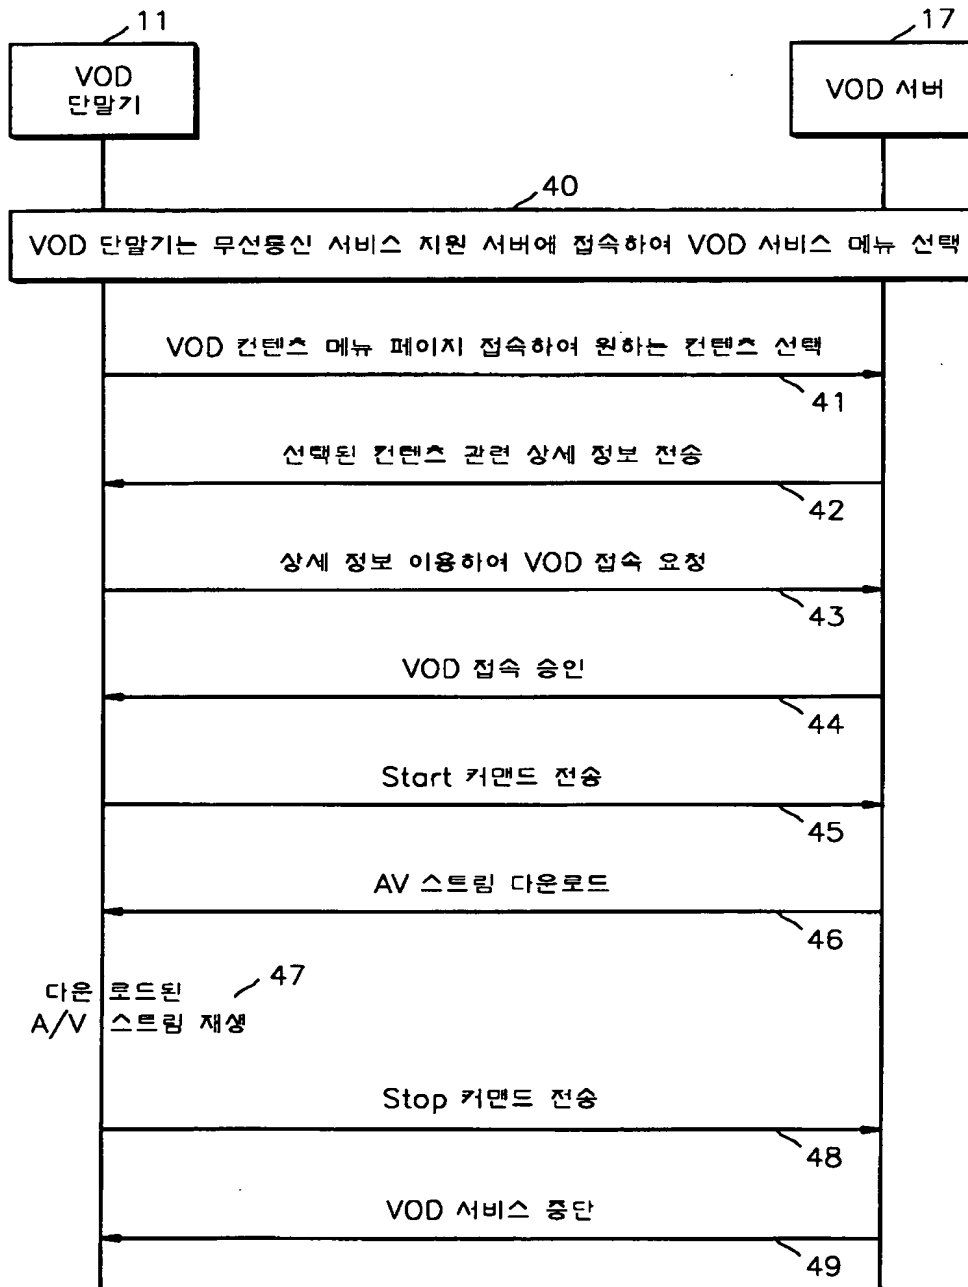 11
VOD
단말기
17
VOD 서버
40
VOD 단말기는 무선통신 서비스 지원 서버에 접속하여 VOD 서비스 메뉴 선택
VOD 컨텐츠 메뉴 페이지 접속하여 원하는 컨텐츠 선택
41
선택된 컨텐츠 관련 상세 정보 전송
42
상세 정보 이용하여 VOD 접속 요청
43
VOD 접속 승인
44
Start 커맨드 전송
45
AV 스트림 다운로드
46
47
다운 로드된
A/V 스트림 재생
Stop 커맨드 전송
48
VOD 서비스 중단
49